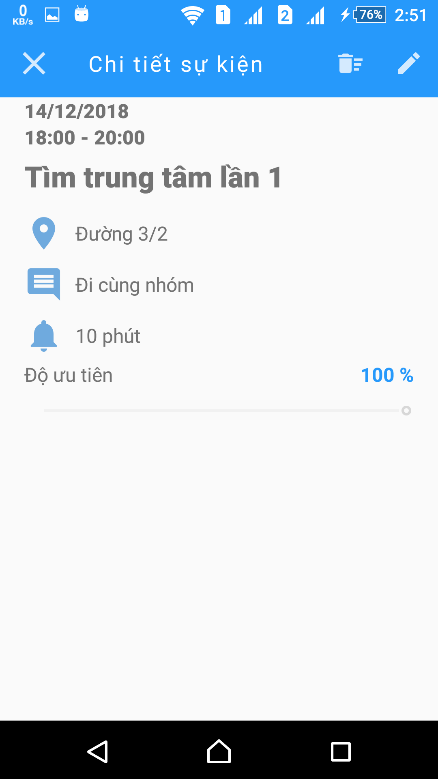 0
KB/s
1
2
76%
2:51
Chi tiết sự kiện
14/12/2018
18:00 - 20:00
Tìm trung tâm lần 1
Đường 3/2
Đi cùng nhóm
10 phút
Độ ưu tiên 100 %